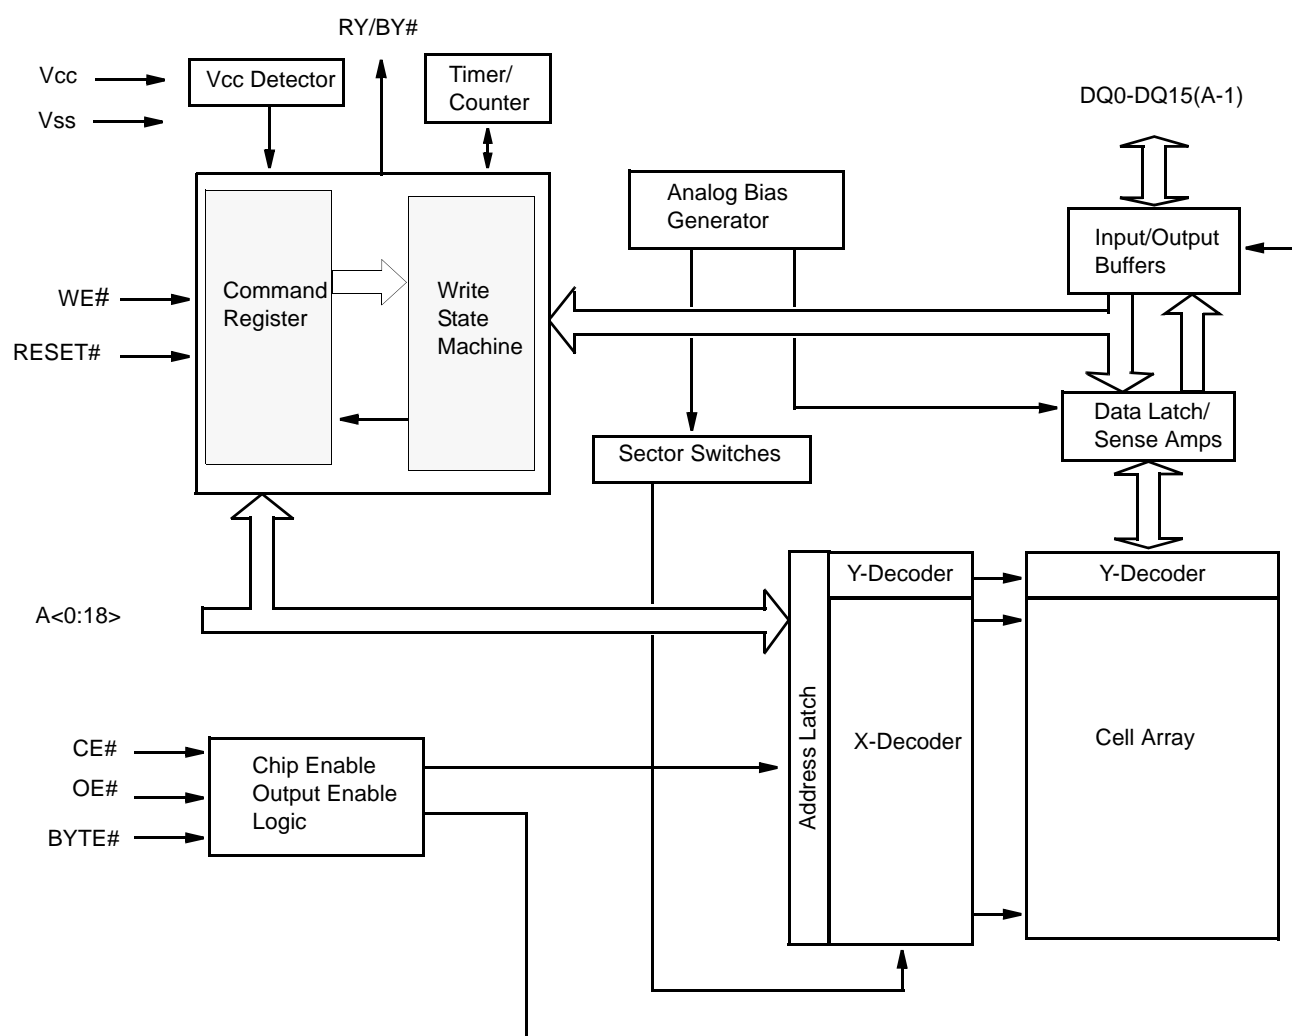 RY/BY#
Vcc
Vss
Vcc Detector
Timer/
Counter
DQ0-DQ15(A-1)
Analog Bias
Generator
Input/Output
Buffers
WE#
RESET#
Command
Register
Write
State
Machine
Data Latch/
Sense Amps
Sector Switches
Y-Decoder
Y-Decoder
A<0:18>
Address Latch
X-Decoder
Cell Array
CE#
OE#
BYTE#
Chip Enable
Output Enable
Logic